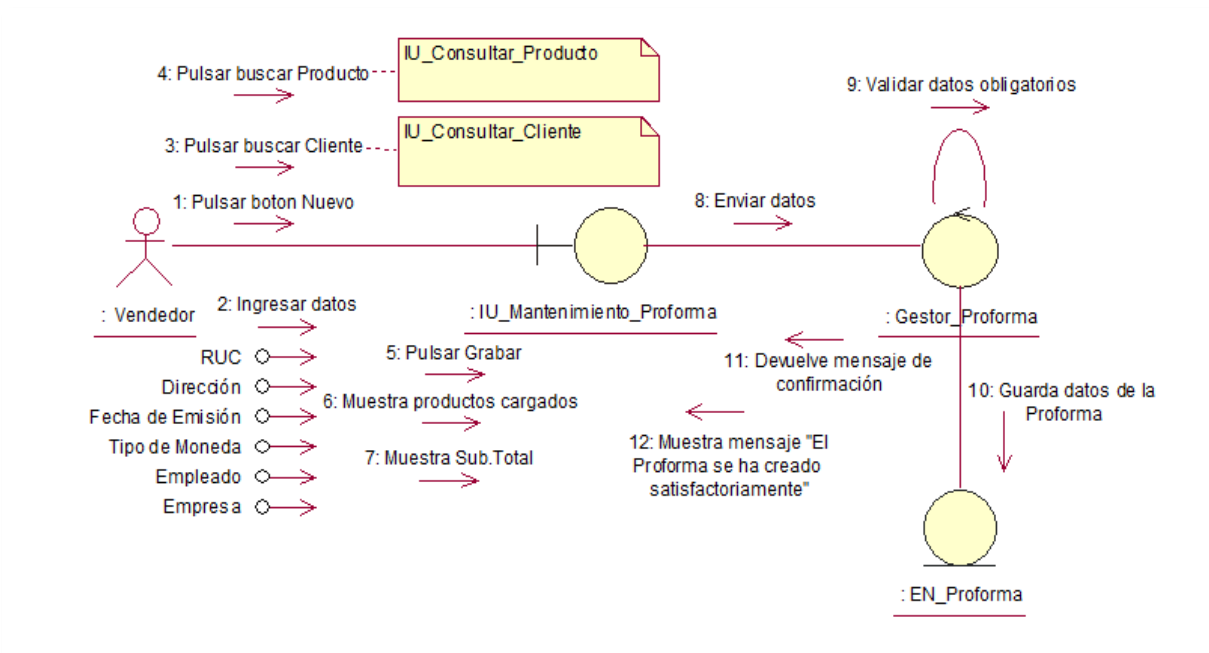 IU_Consultar_Producto
4: Pulsar buscar Producto
9: Validar datos obligatorios
IU_Consultar_Cliente
3: Pulsar buscar Cliente
1: Pulsar boton Nuevo
8: Enviar datos
: Vendedor
2: Ingresar datos
: IU_Mantenimiento_Proforma
: Gestor_Proforma
RUC
Dirección
Fecha de Emisión
Tipo de Moneda
Empleado
Empresa
5: Pulsar Grabar
6: Muestra productos cargados
7: Muestra Sub.Total
11: Devuelve mensaje de
confirmación
10: Guarda datos de la
Proforma
12: Muestra mensaje "El
Proforma se ha creado
satisfactoriamente"
: EN_Proforma